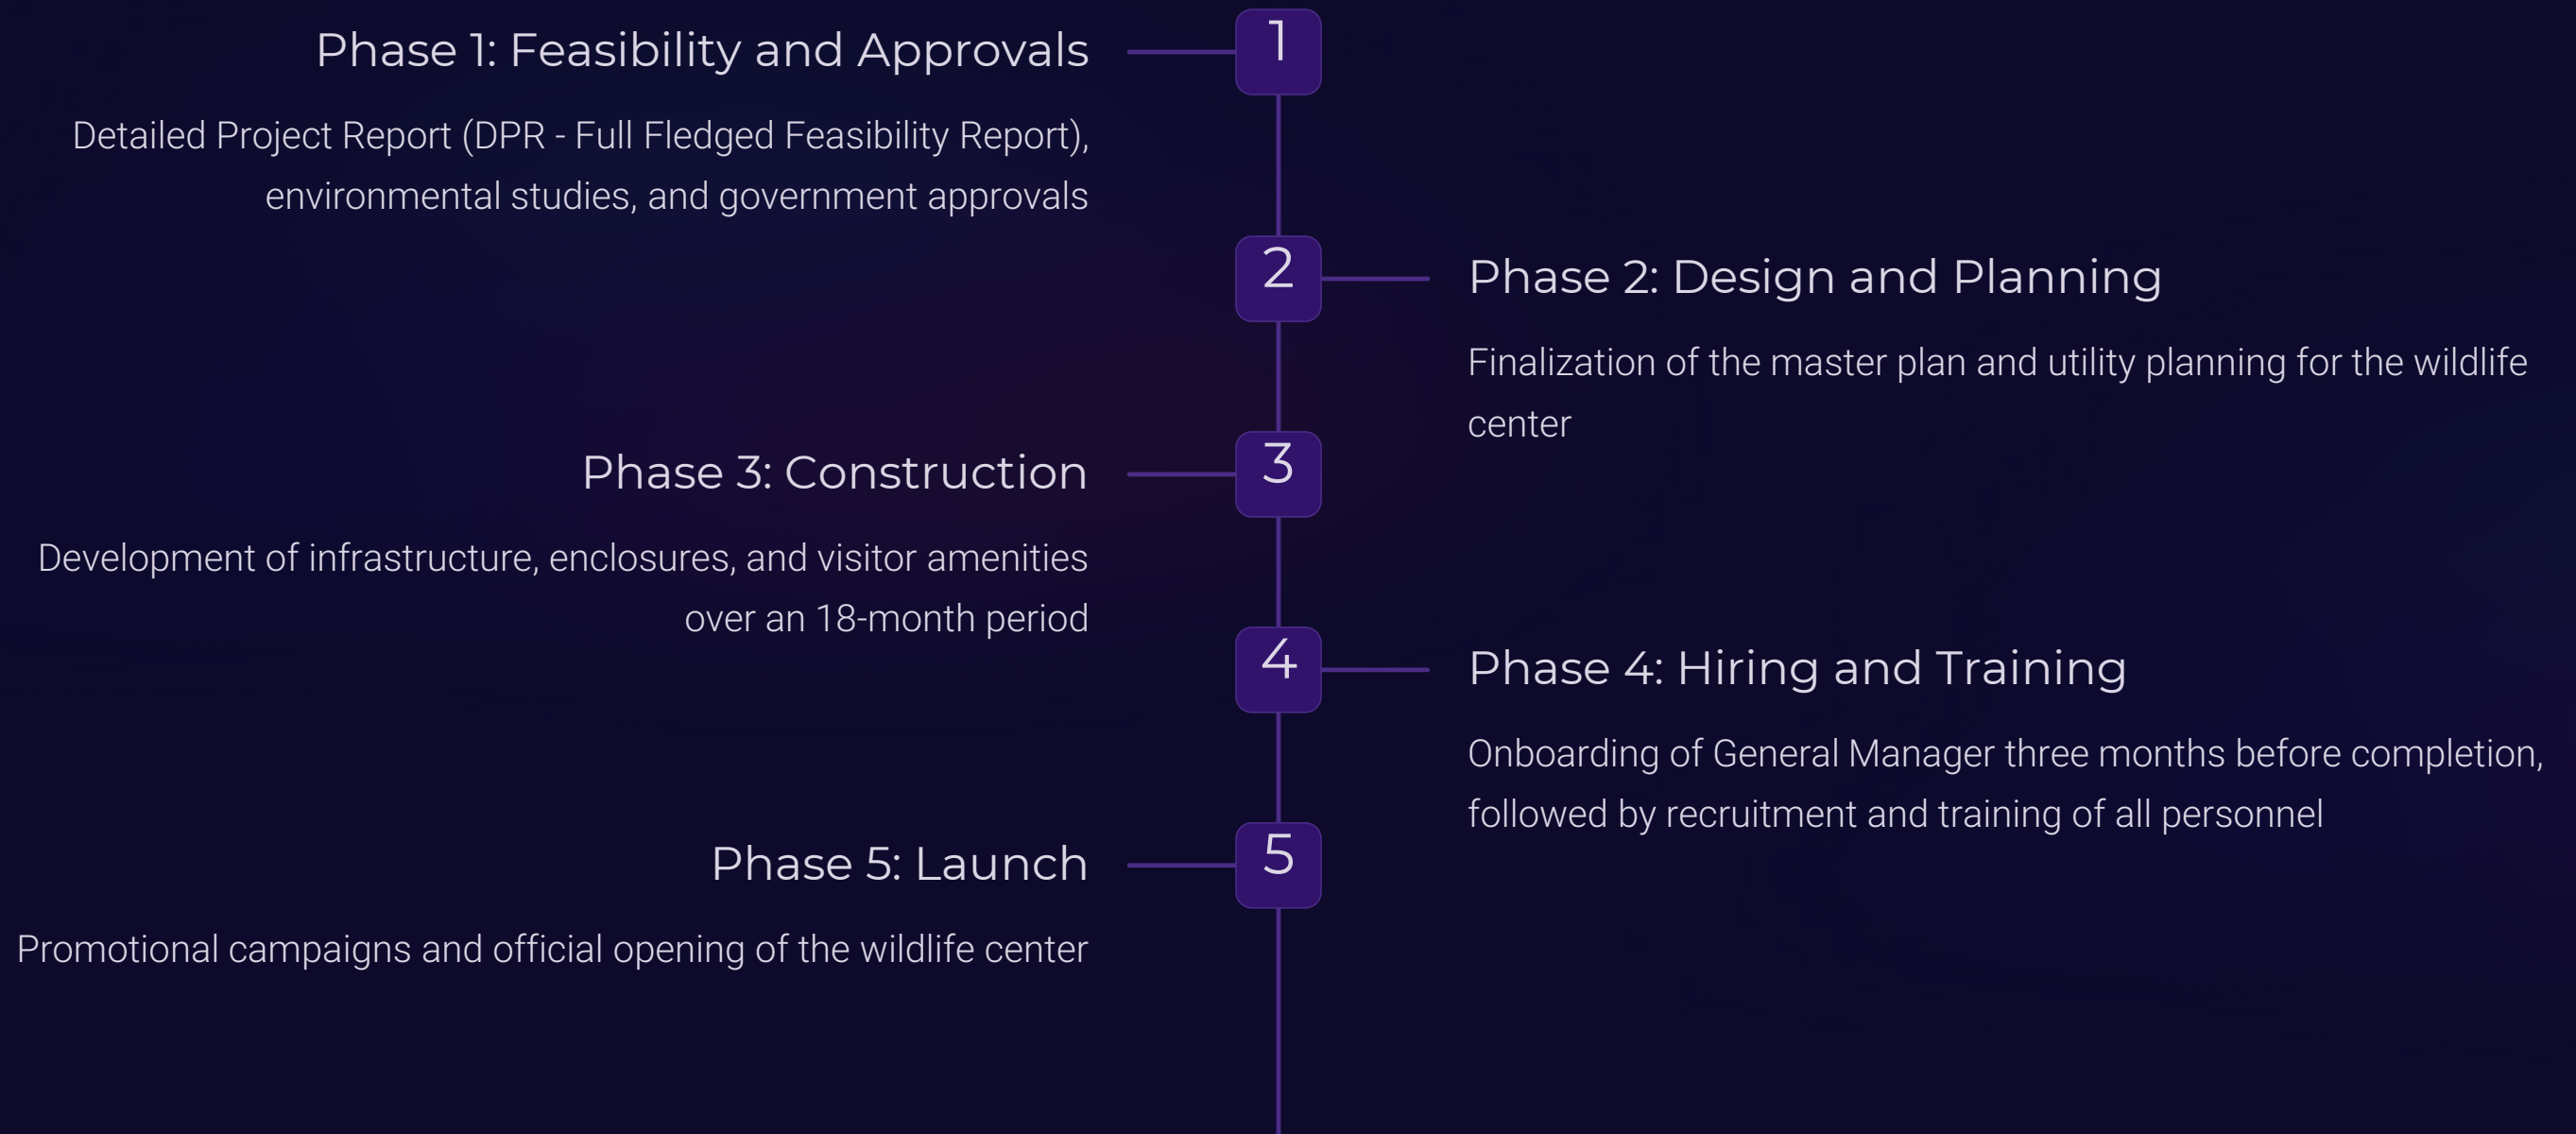 1
Phase 1: Feasibility and Approvals
Detailed Project Report (DPR - Full Fledged Feasibility Report),
environmental studies, and government approvals
2
Phase 2: Design and Planning
Finalization of the master plan and utility planning for the wildlife
center
3
Phase 3: Construction
Development of infrastructure, enclosures, and visitor amenities
over an 18-month period
4
Phase 4: Hiring and Training
Onboarding of General Manager three months before completion,
followed by recruitment and training of all personnel
5
Phase 5: Launch
Promotional campaigns and official opening of the wildlife center